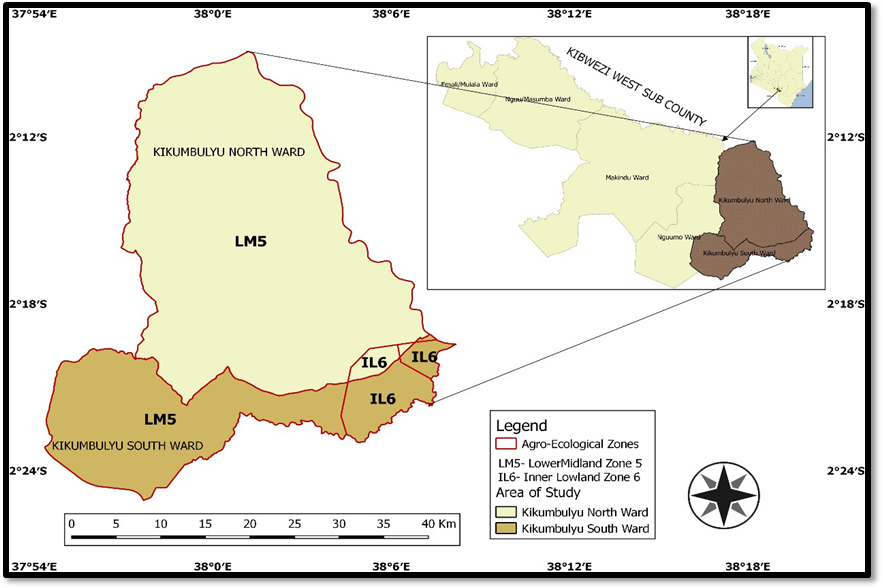 37°54'E 38°0'E 38°6'E 38°12'E 38°18'E
KIBWEZI WEST SUB COUNTY
Emali/Mulala Ward
Nguu/Masumba Ward
2°12'S 2°12'S
KIKUMBULYU NORTH WARD
Makindu Ward
Kikumbulyu North Ward
LM5
Nguumo Ward
Kikumbulyu South Ward
2°18'S 2°18'S
IL6
IL6
IL6
LM5
KIKUMBULYU SOUTH WARD
Legend
Agro-Ecological Zones
LM5- LowerMidland Zone 5
IL6- Inner Lowland Zone 6
Area of Study
Kikumbulyu North Ward
Kikumbulyu South Ward
2°24'S 2°24'S
0 5 10 15 20 25 30 35 40 Km
37°54'E 38°0'E 38°6'E 38°12'E 38°18'E